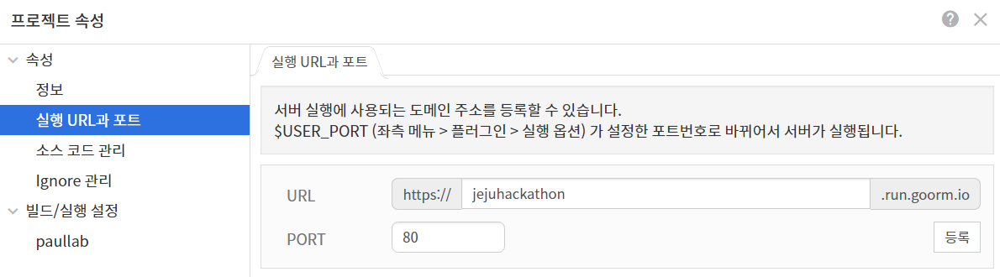 프로젝트 속성
속성
정보
실행 URL과 포트
소스 코드 관리
Ignore 관리
빌드/실행 설정
paullab
실행 URL과 포트
서버 실행에 사용되는 도메인 주소를 등록할 수 있습니다.
$USER_PORT (좌측 메뉴 > 플러그인 > 실행 옵션) 가 설정한 포트번호로 바뀌어서 서버가 실행됩니다.
URL https:// jejuhackathon .run.goorm.io
PORT 80 등록